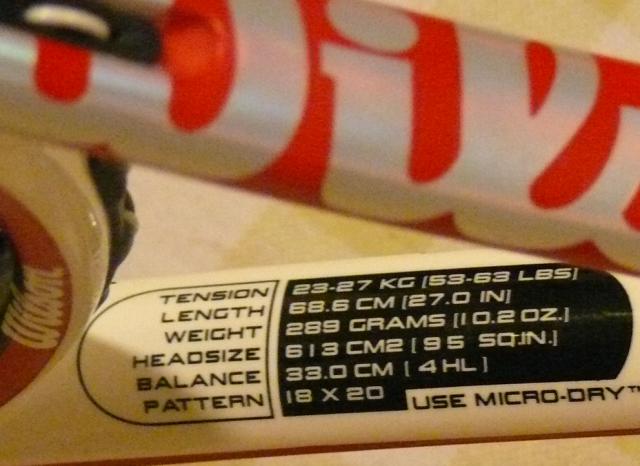 Divi
Wilson
TENSION 23-27 KG [53-63 LBS]
LENGTH 68.6 CM [27.0 IN]
WEIGHT 289 GRAMS [10.2 OZ.]
HEADSIZE 613 CM2 [95 SQ.IN.]
BALANCE 33.0 CM [4 HL]
PATTERN 18 X 20 USE MICRO-DRY™